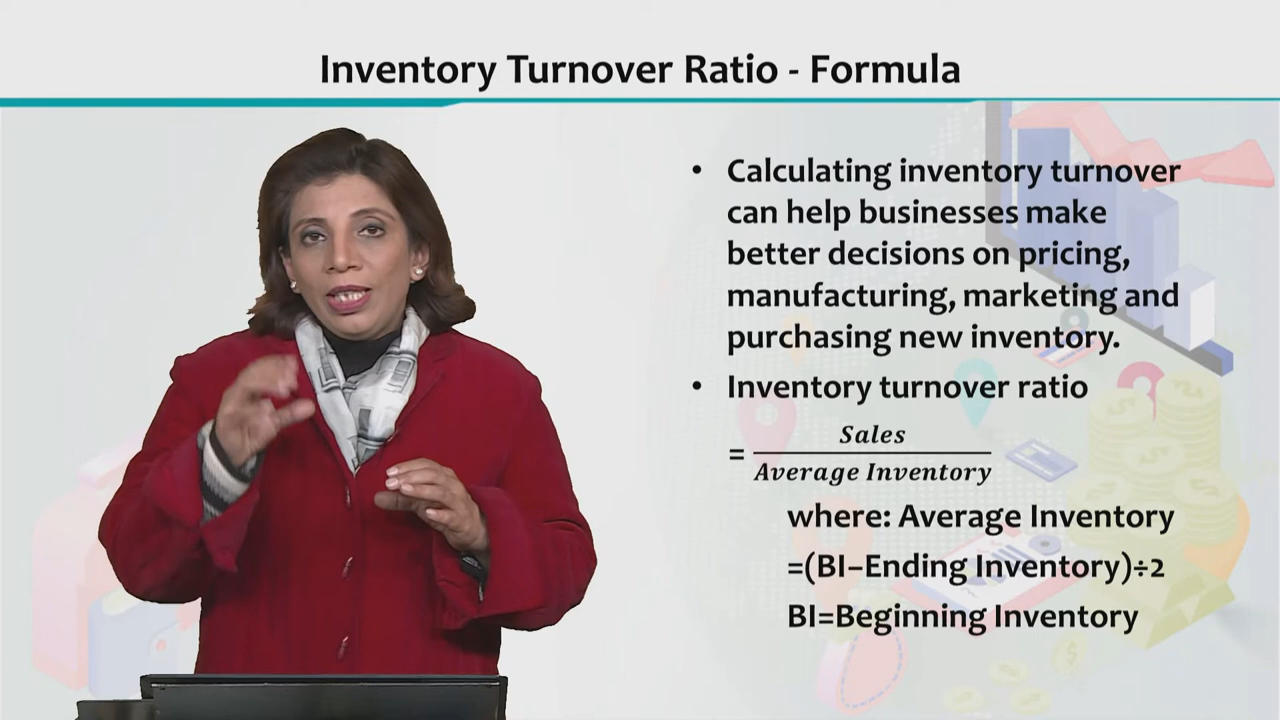 Inventory Turnover Ratio - Formula
• Calculating inventory turnover
can help businesses make
better decisions on pricing,
manufacturing, marketing and
purchasing new inventory.
• Inventory turnover ratio
= Sales
Average Inventory
where: Average Inventory
=(BI–Ending Inventory)÷2
BI=Beginning Inventory